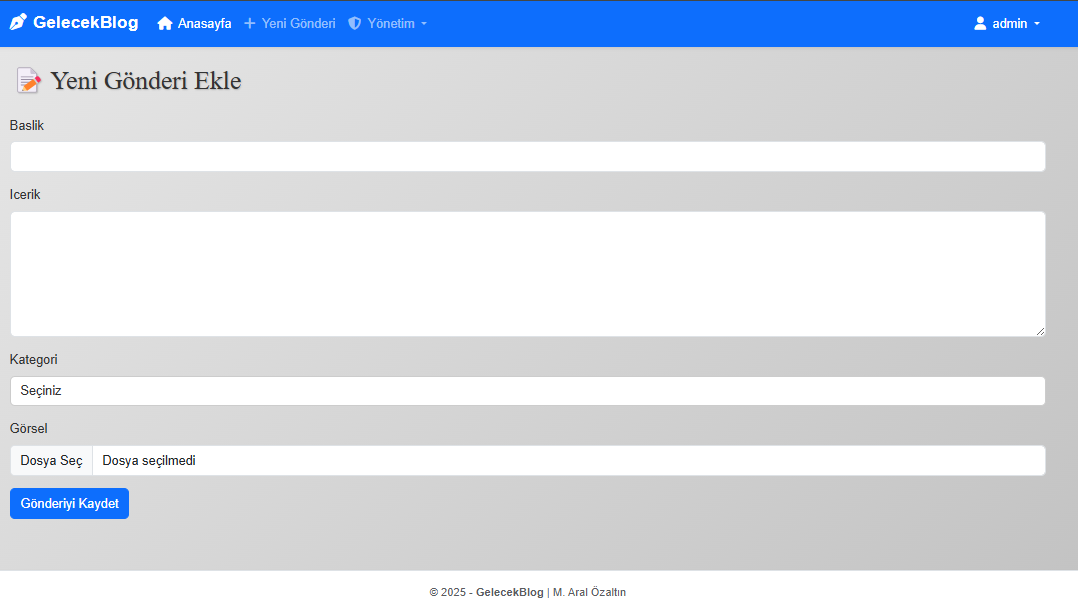 GelecekBlog Anasayfa Yeni Gönderi Yönetim admin
Yeni Gönderi Ekle
Baslik
Icerik
Kategori
Seçiniz
Görsel
Dosya Seç Dosya seçilmedi
Gönderiyi Kaydet
© 2025 - GelecekBlog | M. Aral Özaltın